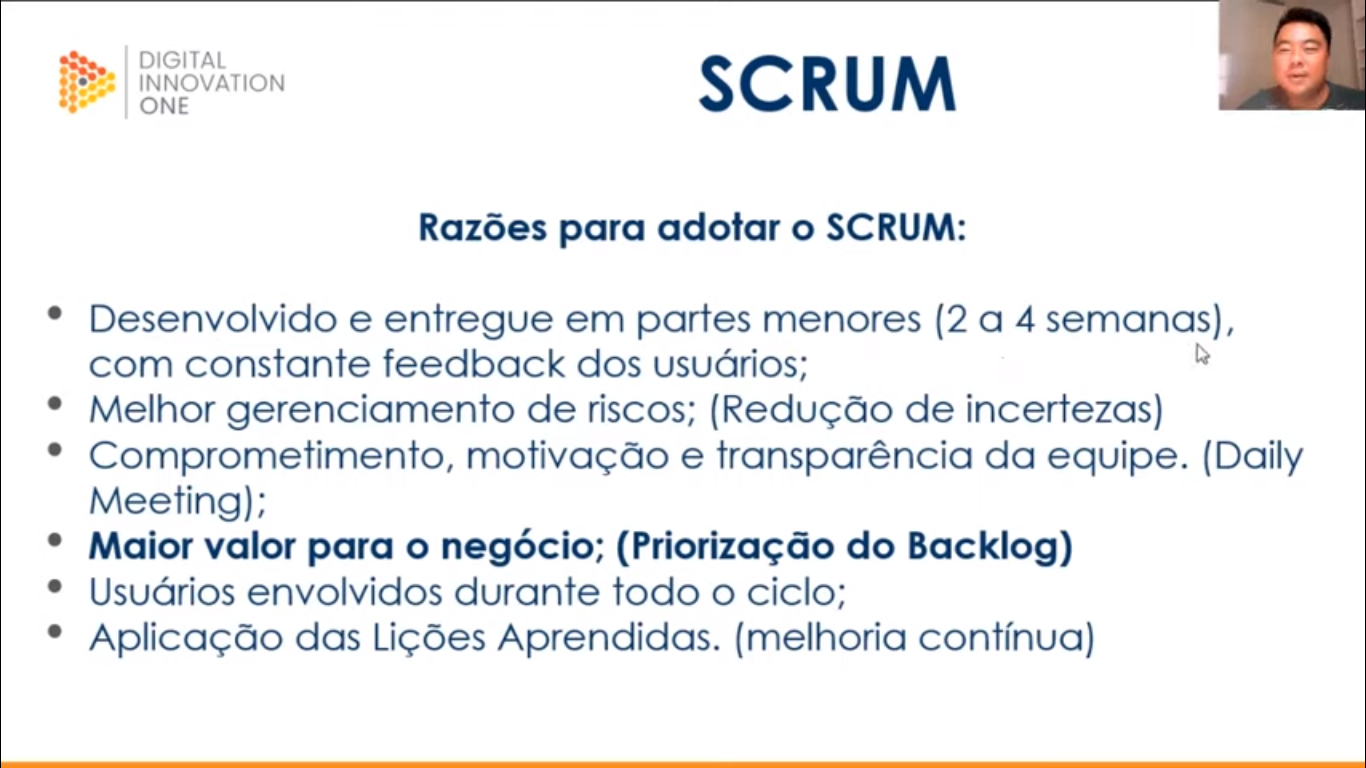 DIGITAL
INNOVATION
ONE
SCRUM
Razões para adotar o SCRUM:
• Desenvolvido e entregue em partes menores (2 a 4 semanas),
com constante feedback dos usuários;
• Melhor gerenciamento de riscos; (Redução de incertezas)
• Comprometimento, motivação e transparência da equipe. (Daily
Meeting);
• Maior valor para o negócio; (Priorização do Backlog)
• Usuários envolvidos durante todo o ciclo;
• Aplicação das Lições Aprendidas. (melhoria contínua)